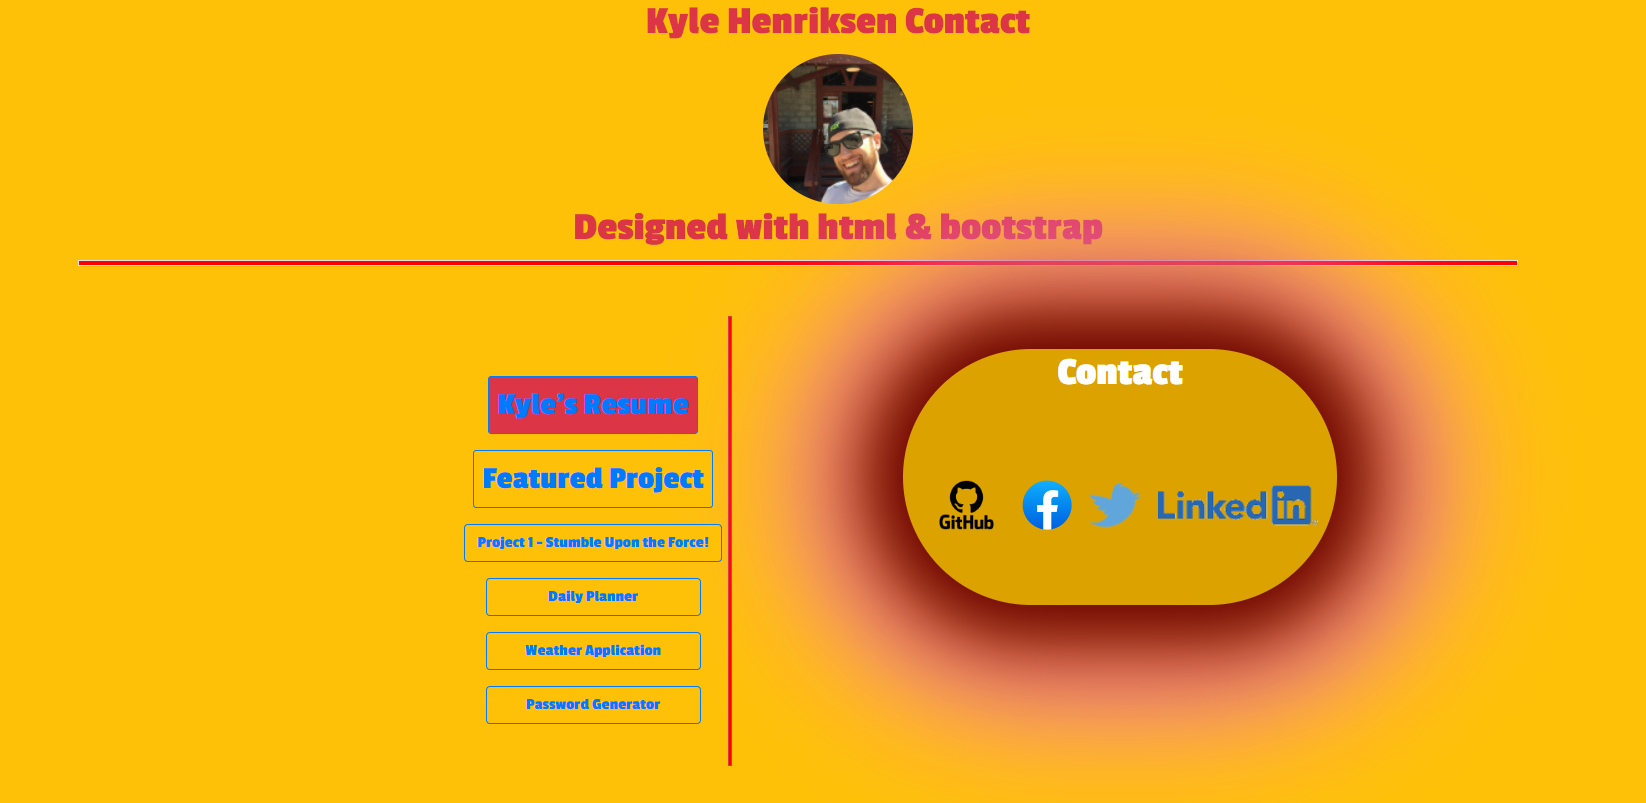 Kyle Henriksen Contact
Designed with html & bootstrap
Kyle's Resume
Featured Project
Project 1 - Stumble Upon the Force!
Daily Planner
Weather Application
Password Generator
Contact
GitHub
LinkedIn